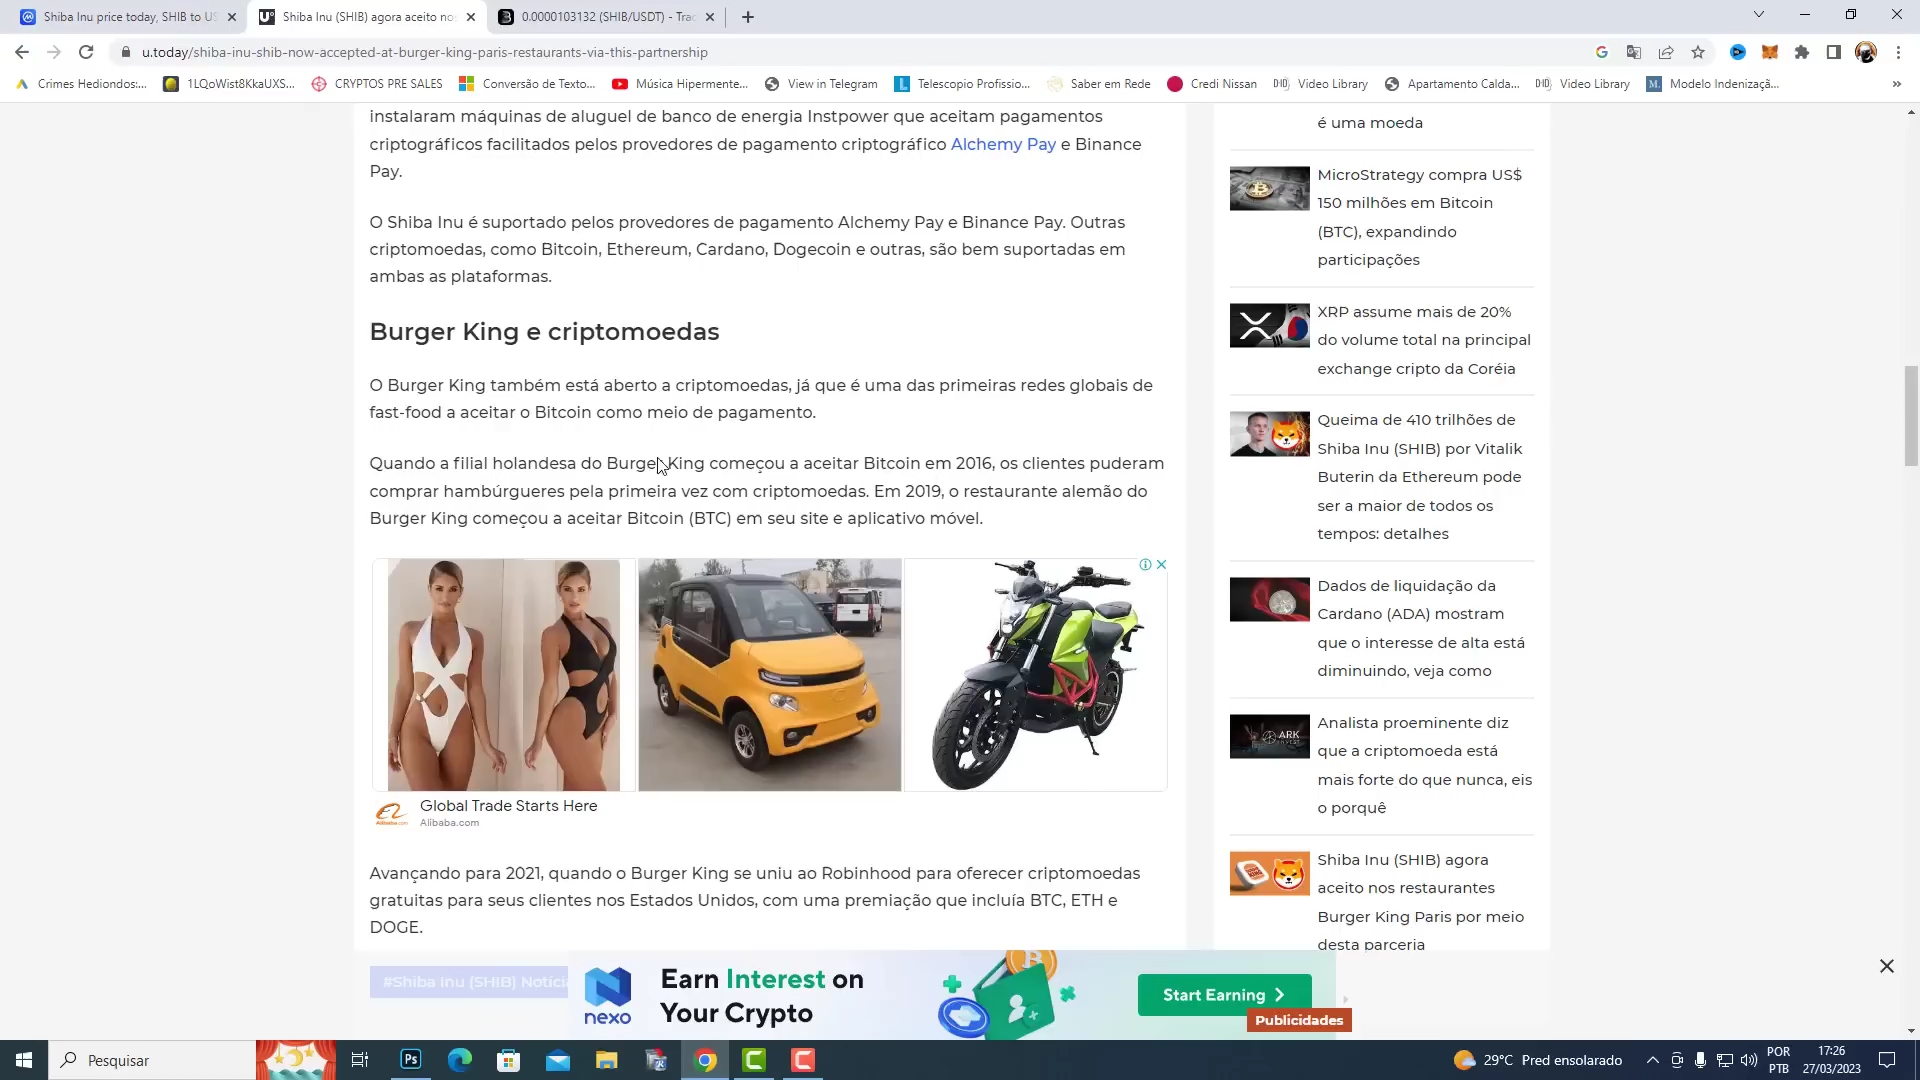 Shiba Inu price today, SHIB to US
Shiba Inu (SHIB) agora aceito nos
0.0000103132 (SHIB/USDT) - Trac
u.today/shiba-inu-shib-now-accepted-at-burger-king-paris-restaurants-via-this-partnership
Crimes Hediondos:...
1LQoWist8KkaUXS...
CRYPTOS PRE SALES
Conversão de Texto...
Música Hipermente...
View in Telegram
Telescopio Profissio...
Saber em Rede
Credi Nissan
Video Library
Apartamento Calda...
Video Library
Modelo Indenizaçã...
instalaram máquinas de aluguel de banco de energia Instpower que aceitam pagamentos
criptográficos facilitados pelos provedores de pagamento criptográfico Alchemy Pay e Binance
Pay.
O Shiba Inu é suportado pelos provedores de pagamento Alchemy Pay e Binance Pay. Outras
criptomoedas, como Bitcoin, Ethereum, Cardano, Dogecoin e outras, são bem suportadas em
ambas as plataformas.
Burger King e criptomoedas
O Burger King também está aberto a criptomoedas, já que é uma das primeiras redes globais de
fast-food a aceitar o Bitcoin como meio de pagamento.
Quando a filial holandesa do Burger King começou a aceitar Bitcoin em 2016, os clientes puderam
comprar hambúrgueres pela primeira vez com criptomoedas. Em 2019, o restaurante alemão do
Burger King começou a aceitar Bitcoin (BTC) em seu site e aplicativo móvel.
Global Trade Starts Here
Alibaba.com
Alibaba.com
Avançando para 2021, quando o Burger King se uniu ao Robinhood para oferecer criptomoedas
gratuitas para seus clientes nos Estados Unidos, com uma premiação que incluía BTC, ETH e
DOGE.
#Shiba Inu (SHIB) Notíci
é uma moeda
MicroStrategy compra US$
150 milhões em Bitcoin
(BTC), expandindo
participações
XRP assume mais de 20%
do volume total na principal
exchange cripto da Coréia
Queima de 410 trilhões de
Shiba Inu (SHIB) por Vitalik
Buterin da Ethereum pode
ser a maior de todos os
tempos: detalhes
Dados de liquidação da
Cardano (ADA) mostram
que o interesse de alta está
diminuindo, veja como
ARK
INVEST
Analista proeminente diz
que a criptomoeda está
mais forte do que nunca, eis
o porquê
Shiba Inu (SHIB) agora
aceito nos restaurantes
Burger King Paris por meio
desta parceria
nexo
Earn Interest on
Your Crypto
Start Earning
Publicidades
Pesquisar
Ps
29°C Pred ensolarado
POR
PTB
17:26
27/03/2023